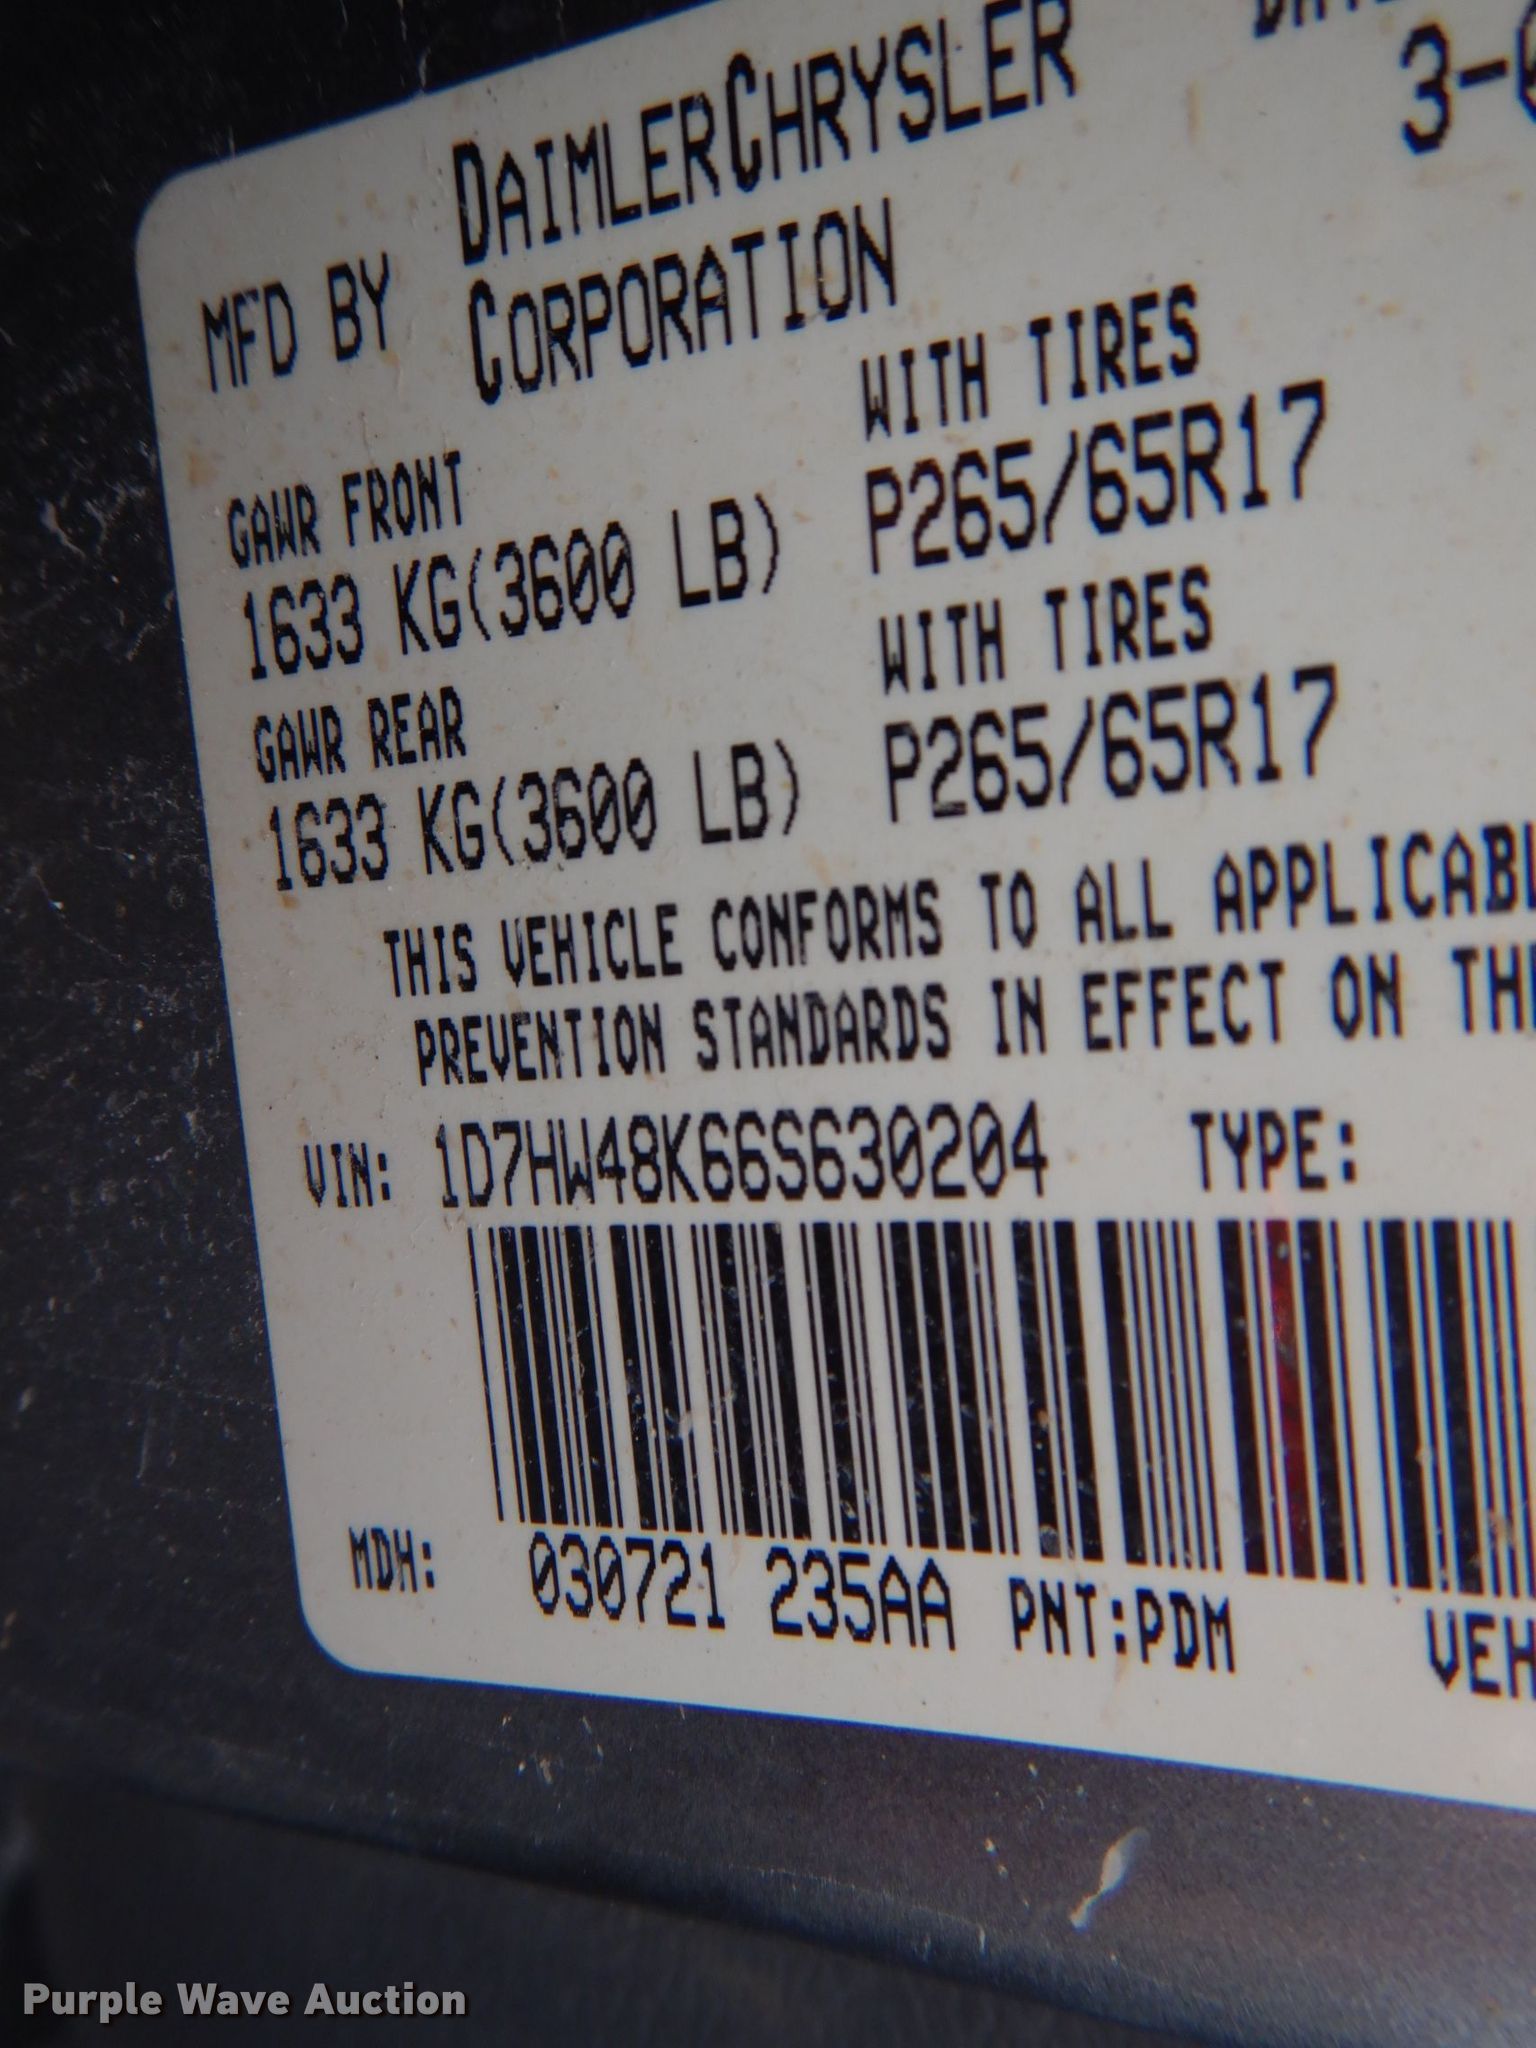 MFD BY DAIMLERCHRYSLER
CORPORATION
3-
GAWR FRONT WITH TIRES
1633 KG(3600 LB) P265/65R17
GAWR REAR WITH TIRES
1633 KG(3600 LB) P265/65R17
THIS VEHICLE CONFORMS TO ALL APPLICABL
PREVENTION STANDARDS IN EFFECT ON TH
VIN: 1D7HW48K66S630204 TYPE:
MDH: 030721 235AA PNT:PDM VEH
Purple Wave Auction